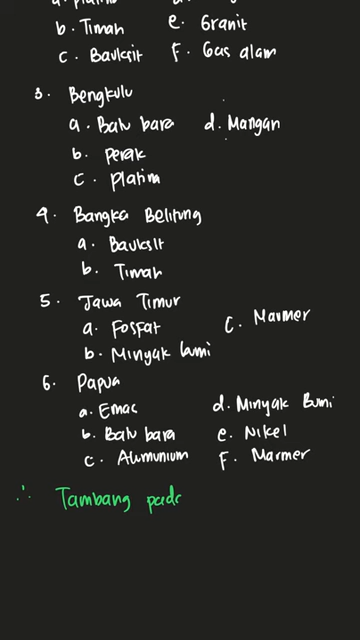 b. Timah e. Granit
c. Bauksit F. Gas alam
3. Bengkulu
a. Batu bara d. Mangan
b. perak
c. platina
4. Bangka Belitung
a. Bauksit
b. Timah
5. Jawa Timur
a. Fosfat c. Marmer
b. Minyak bumi
6. Papua
a. Emas d. Minyak Bumi
b. Batu bara e. Nikel
c. Alumunium F. Marmer
∴ Tambang pada